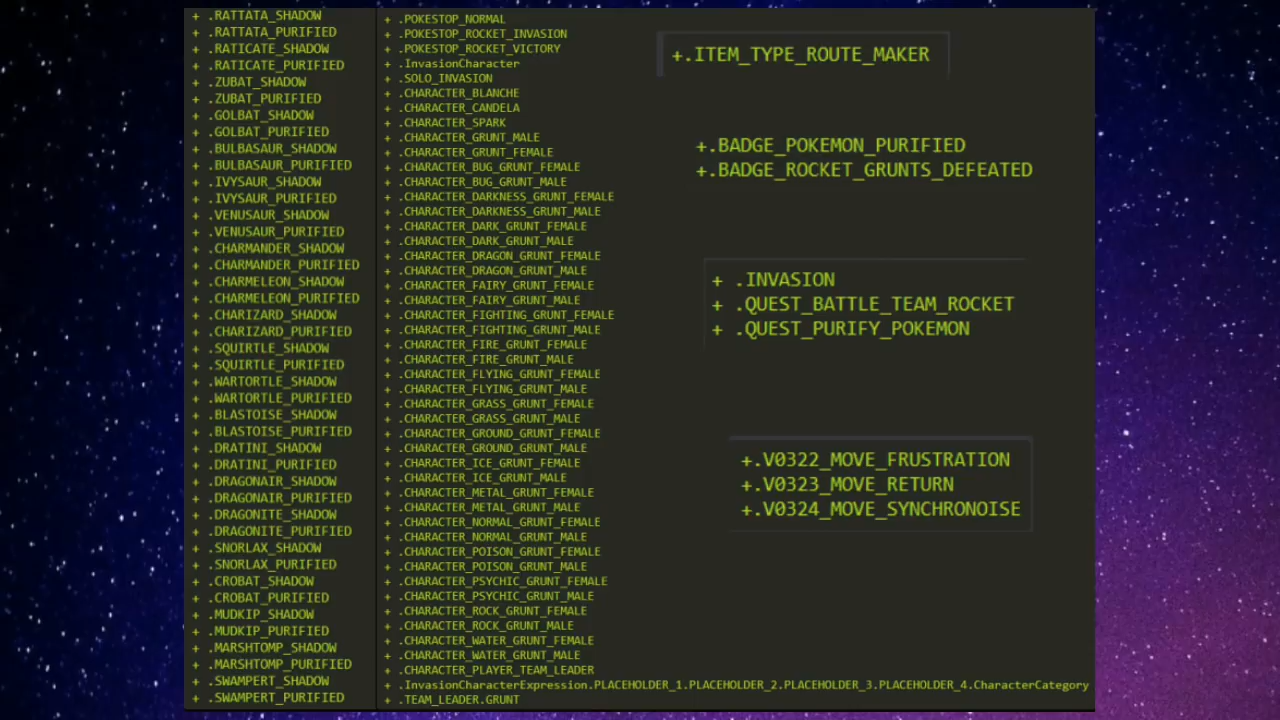 + .RATTATA_SHADOW
+ .RATTATA_PURIFIED
+ .RATICATE_SHADOW
+ .RATICATE_PURIFIED
+ .ZUBAT_SHADOW
+ .ZUBAT_PURIFIED
+ .GOLBAT_SHADOW
+ .GOLBAT_PURIFIED
+ .BULBASAUR_SHADOW
+ .BULBASAUR_PURIFIED
+ .IVYSAUR_SHADOW
+ .IVYSAUR_PURIFIED
+ .VENUSAUR_SHADOW
+ .VENUSAUR_PURIFIED
+ .CHARMANDER_SHADOW
+ .CHARMANDER_PURIFIED
+ .CHARMELEON_SHADOW
+ .CHARMELEON_PURIFIED
+ .CHARIZARD_SHADOW
+ .CHARIZARD_PURIFIED
+ .SQUIRTLE_SHADOW
+ .SQUIRTLE_PURIFIED
+ .WARTORTLE_SHADOW
+ .WARTORTLE_PURIFIED
+ .BLASTOISE_SHADOW
+ .BLASTOISE_PURIFIED
+ .DRATINI_SHADOW
+ .DRATINI_PURIFIED
+ .DRAGONAIR_SHADOW
+ .DRAGONAIR_PURIFIED
+ .DRAGONITE_SHADOW
+ .DRAGONITE_PURIFIED
+ .SNORLAX_SHADOW
+ .SNORLAX_PURIFIED
+ .CROBAT_SHADOW
+ .CROBAT_PURIFIED
+ .MUDKIP_SHADOW
+ .MUDKIP_PURIFIED
+ .MARSHTOMP_SHADOW
+ .MARSHTOMP_PURIFIED
+ .SWAMPERT_SHADOW
+ .SWAMPERT_PURIFIED
+ .POKESTOP_NORMAL
+ .POKESTOP_ROCKET_INVASION
+ .POKESTOP_ROCKET_VICTORY
+ .InvasionCharacter
+ .SOLO_INVASION
+ .CHARACTER_BLANCHE
+ .CHARACTER_CANDELA
+ .CHARACTER_SPARK
+ .CHARACTER_GRUNT_MALE
+ .CHARACTER_GRUNT_FEMALE
+ .CHARACTER_BUG_GRUNT_FEMALE
+ .CHARACTER_BUG_GRUNT_MALE
+ .CHARACTER_DARKNESS_GRUNT_FEMALE
+ .CHARACTER_DARKNESS_GRUNT_MALE
+ .CHARACTER_DARK_GRUNT_FEMALE
+ .CHARACTER_DARK_GRUNT_MALE
+ .CHARACTER_DRAGON_GRUNT_FEMALE
+ .CHARACTER_DRAGON_GRUNT_MALE
+ .CHARACTER_FAIRY_GRUNT_FEMALE
+ .CHARACTER_FAIRY_GRUNT_MALE
+ .CHARACTER_FIGHTING_GRUNT_FEMALE
+ .CHARACTER_FIGHTING_GRUNT_MALE
+ .CHARACTER_FIRE_GRUNT_FEMALE
+ .CHARACTER_FIRE_GRUNT_MALE
+ .CHARACTER_FLYING_GRUNT_FEMALE
+ .CHARACTER_FLYING_GRUNT_MALE
+ .CHARACTER_GRASS_GRUNT_FEMALE
+ .CHARACTER_GRASS_GRUNT_MALE
+ .CHARACTER_GROUND_GRUNT_FEMALE
+ .CHARACTER_GROUND_GRUNT_MALE
+ .CHARACTER_ICE_GRUNT_FEMALE
+ .CHARACTER_ICE_GRUNT_MALE
+ .CHARACTER_METAL_GRUNT_FEMALE
+ .CHARACTER_METAL_GRUNT_MALE
+ .CHARACTER_NORMAL_GRUNT_FEMALE
+ .CHARACTER_NORMAL_GRUNT_MALE
+ .CHARACTER_POISON_GRUNT_FEMALE
+ .CHARACTER_POISON_GRUNT_MALE
+ .CHARACTER_PSYCHIC_GRUNT_FEMALE
+ .CHARACTER_PSYCHIC_GRUNT_MALE
+ .CHARACTER_ROCK_GRUNT_FEMALE
+ .CHARACTER_ROCK_GRUNT_MALE
+ .CHARACTER_WATER_GRUNT_FEMALE
+ .CHARACTER_WATER_GRUNT_MALE
+ .CHARACTER_PLAYER_TEAM_LEADER
+ .InvasionCharacterExpression.PLACEHOLDER_1.PLACEHOLDER_2.PLACEHOLDER_3.PLACEHOLDER_4.CharacterCategory
+ .TEAM_LEADER.GRUNT
+.ITEM_TYPE_ROUTE_MAKER
+.BADGE_POKEMON_PURIFIED
+.BADGE_ROCKET_GRUNTS_DEFEATED
+ .INVASION
+ .QUEST_BATTLE_TEAM_ROCKET
+ .QUEST_PURIFY_POKEMON
+.V0322_MOVE_FRUSTRATION
+.V0323_MOVE_RETURN
+.V0324_MOVE_SYNCHRONOISE